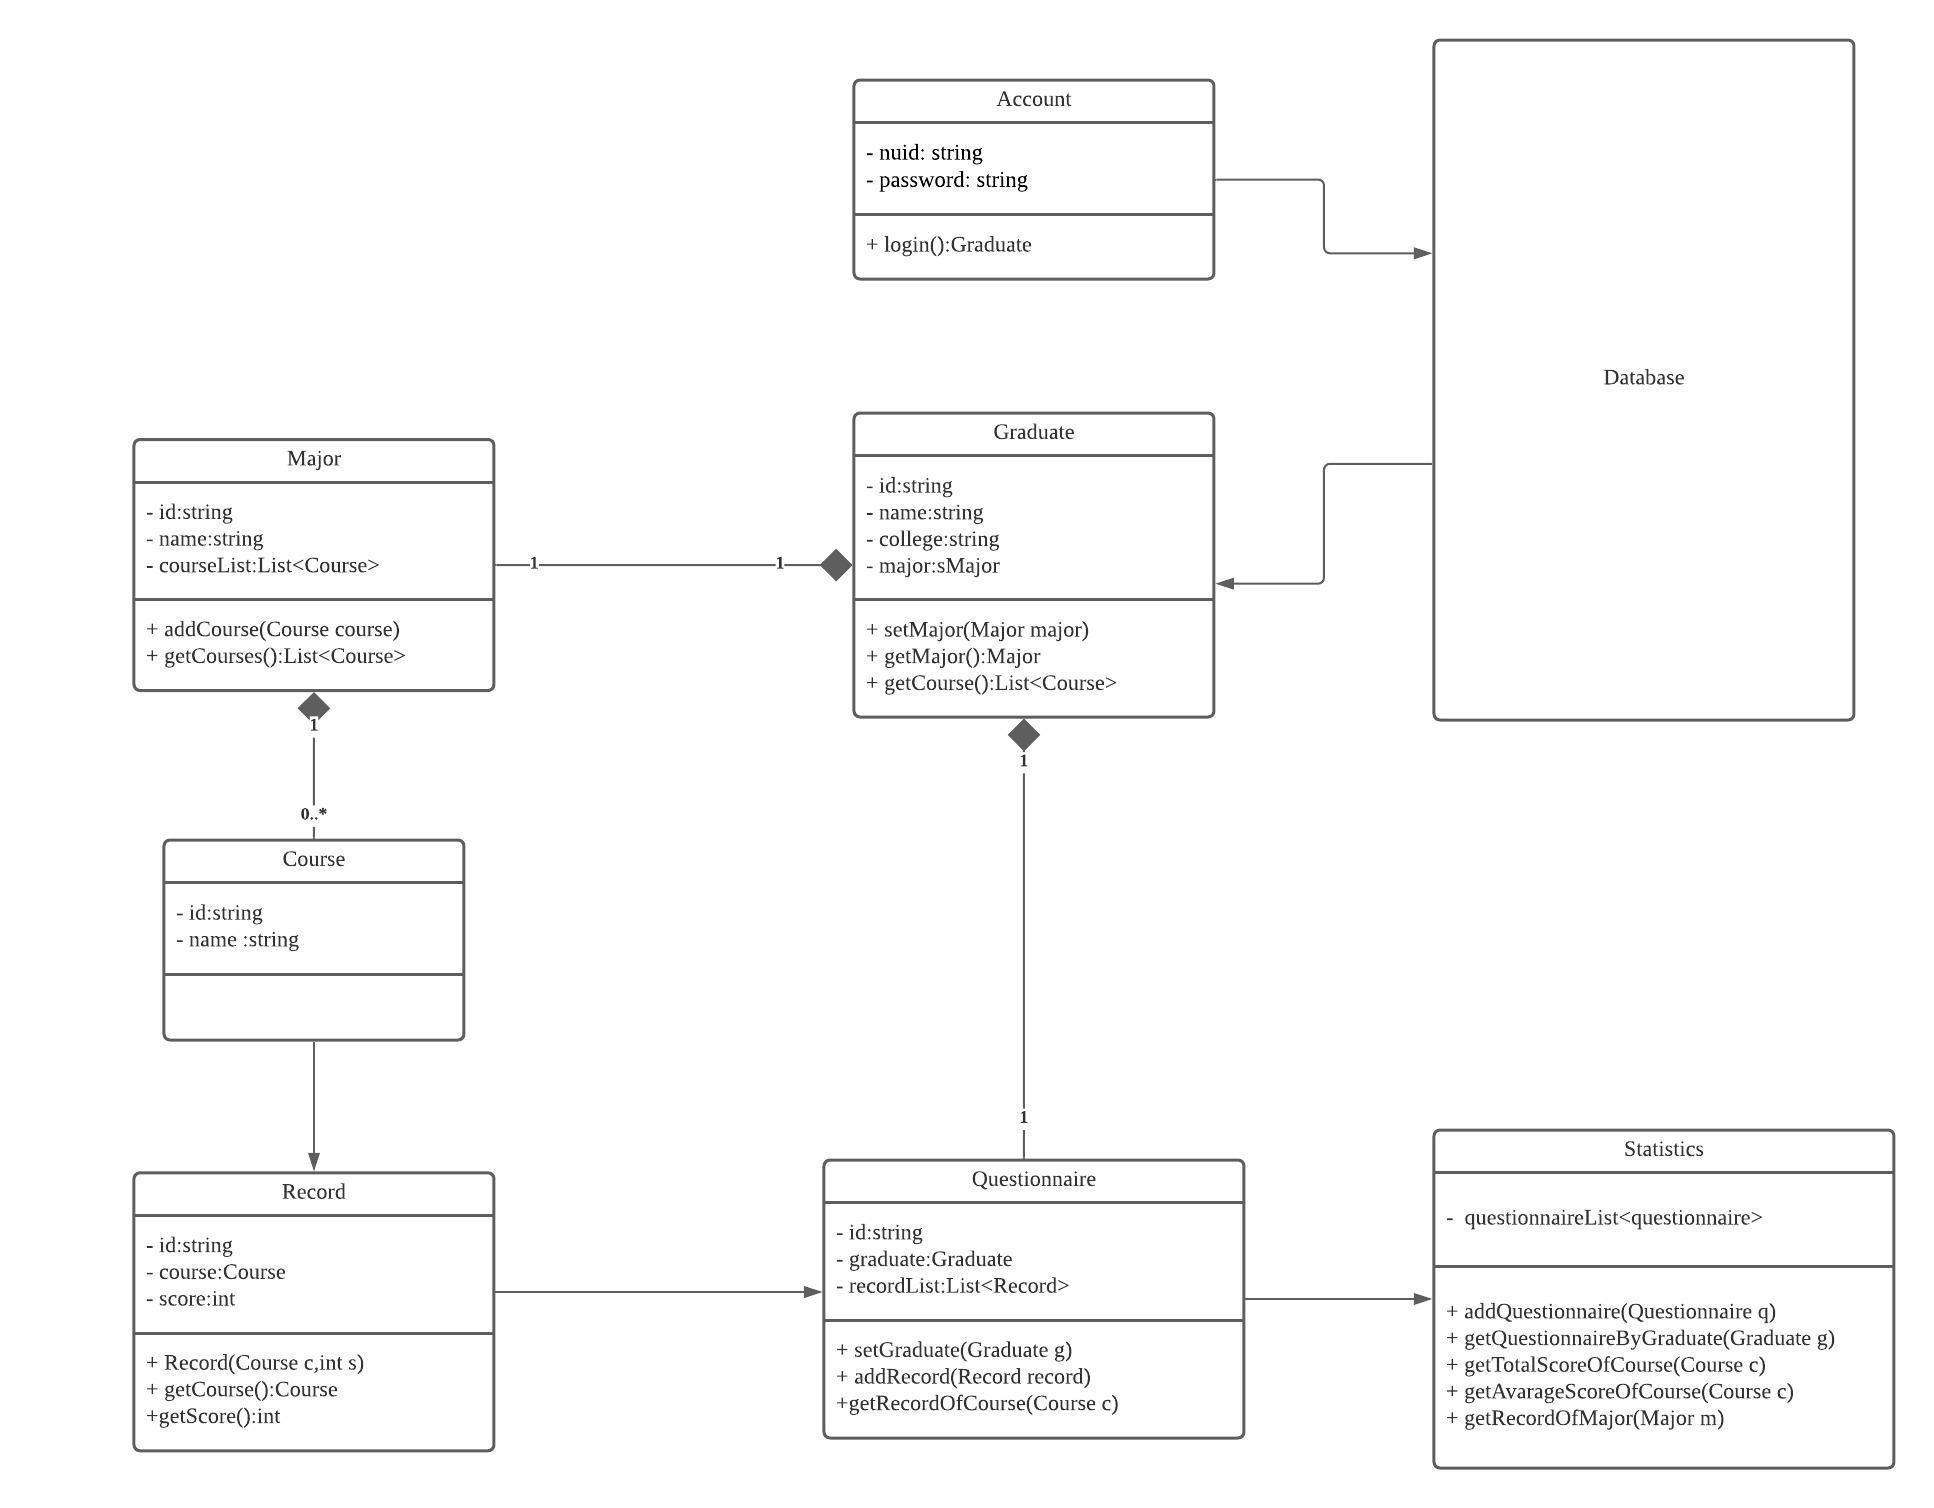 Account
- nuid: string
- password: string
+ login():Graduate
Database
Major
- id:string
- name:string
- courseList:List<Course>
+ addCourse(Course course)
+ getCourses():List<Course>
1
1
Graduate
- id:string
- name:string
- college:string
- major:sMajor
+ setMajor(Major major)
+ getMajor():Major
+ getCourse():List<Course>
1
0..*
1
1
Course
- id:string
- name :string
Record
- id:string
- course:Course
- score:int
+ Record(Course c,int s)
+ getCourse():Course
+getScore():int
Questionnaire
- id:string
- graduate:Graduate
- recordList:List<Record>
+ setGraduate(Graduate g)
+ addRecord(Record record)
+getRecordOfCourse(Course c)
Statistics
- questionnaireList<questionnaire>
+ addQuestionnaire(Questionnaire q)
+ getQuestionnaireByGraduate(Graduate g)
+ getTotalScoreOfCourse(Course c)
+ getAvarageScoreOfCourse(Course c)
+ getRecordOfMajor(Major m)